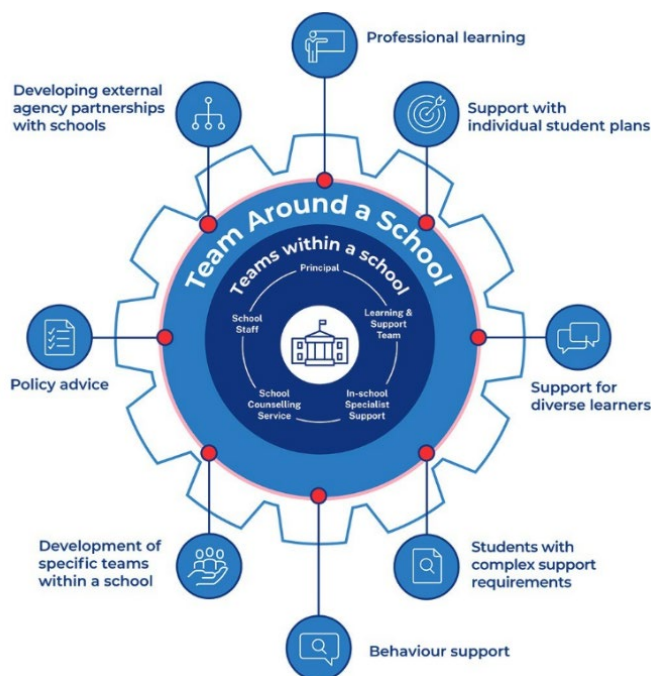 Professional learning
Developing external
agency partnerships
with schools
Support with
individual student plans
Team Around a School
Teams within a school
Principal
School
Staff
Learning &
Support
Team
School
Counselling
Service
In-school
Specialist
Support
Policy advice
Support for
diverse learners
Development of
specific teams
within a school
Students with
complex support
requirements
Behaviour support